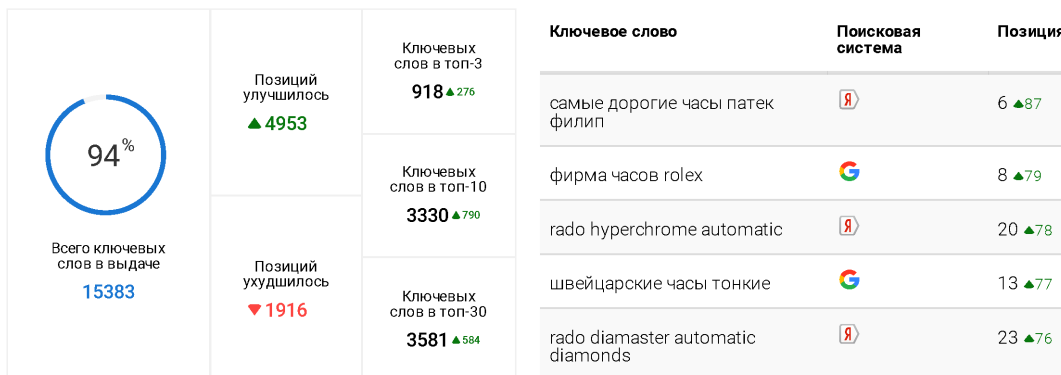 94%
Всего ключевых
слов в выдаче
15383
Позиций
улучшилось
▲ 4953
Позиций
ухудшилось
▼ 1916
Ключевых
слов в топ-3
918 ▲ 276
Ключевых
слов в топ-10
3330 ▲ 790
Ключевых
слов в топ-30
3581 ▲ 584
Ключевое слово Поисковая Позиция
система
самые дорогие часы патек Я 6 ▲87
филип
фирма часов rolex G 8 ▲79
rado hyperchrome automatic Я 20 ▲78
швейцарские часы тонкие G 13 ▲77
rado diamaster automatic Я 23 ▲76
diamonds